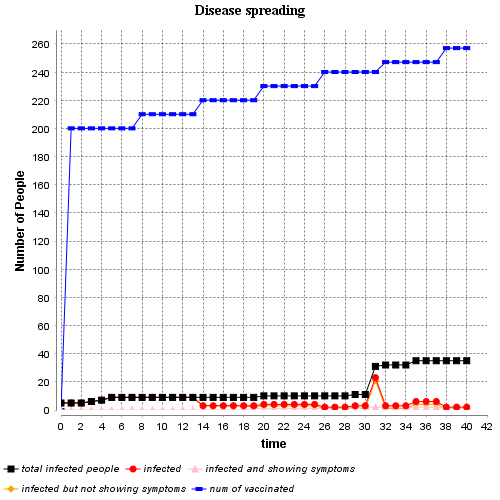 Disease spreading
Number of People
260
240
220
200
180
160
140
120
100
80
60
40
20
0
0 2 4 6 8 10 12 14 16 18 20 22 24 26 28 30 32 34 36 38 40 42
time
total infected people infected infected and showing symptoms
infected but not showing symptoms num of vaccinated